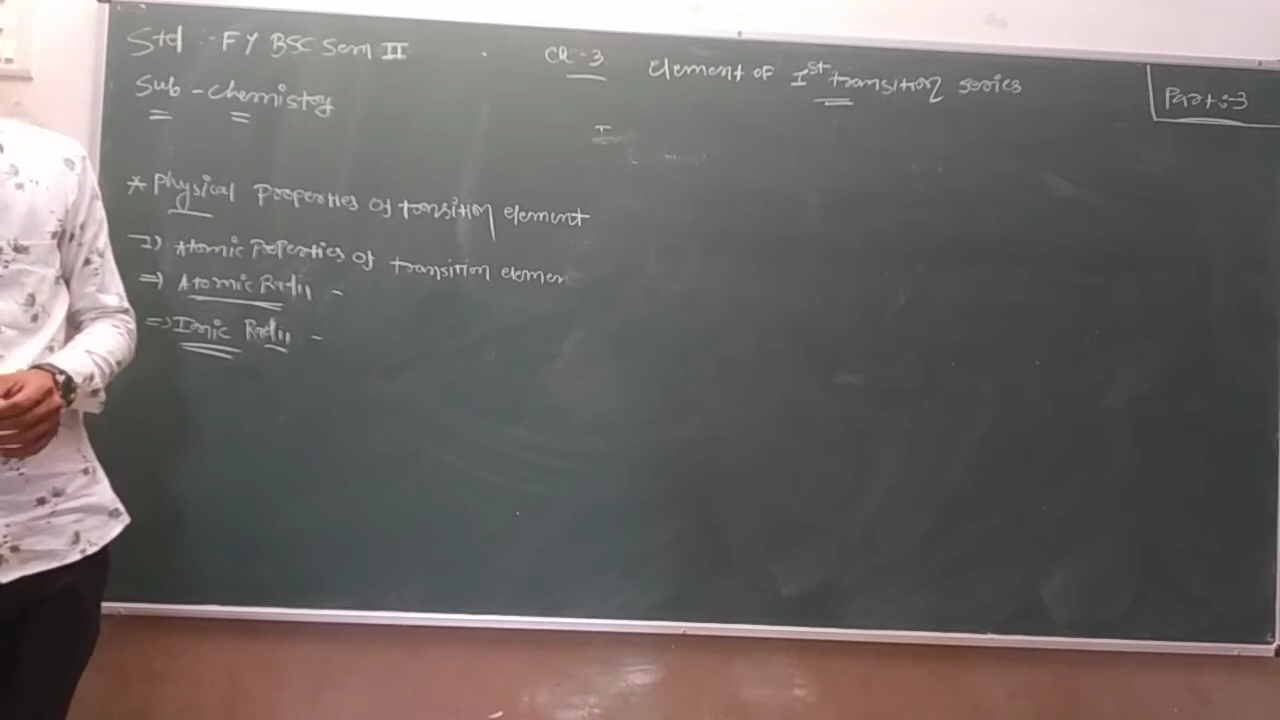 Std :- FY BSC Sem II
Ch-3
Element OF Ist transition series
Part:-3
Sub - Chemistry
* Physical Properties of tansition element
Atomic Properties of transition elemen
=> Atomic Radii -
=> Ionic Radii -